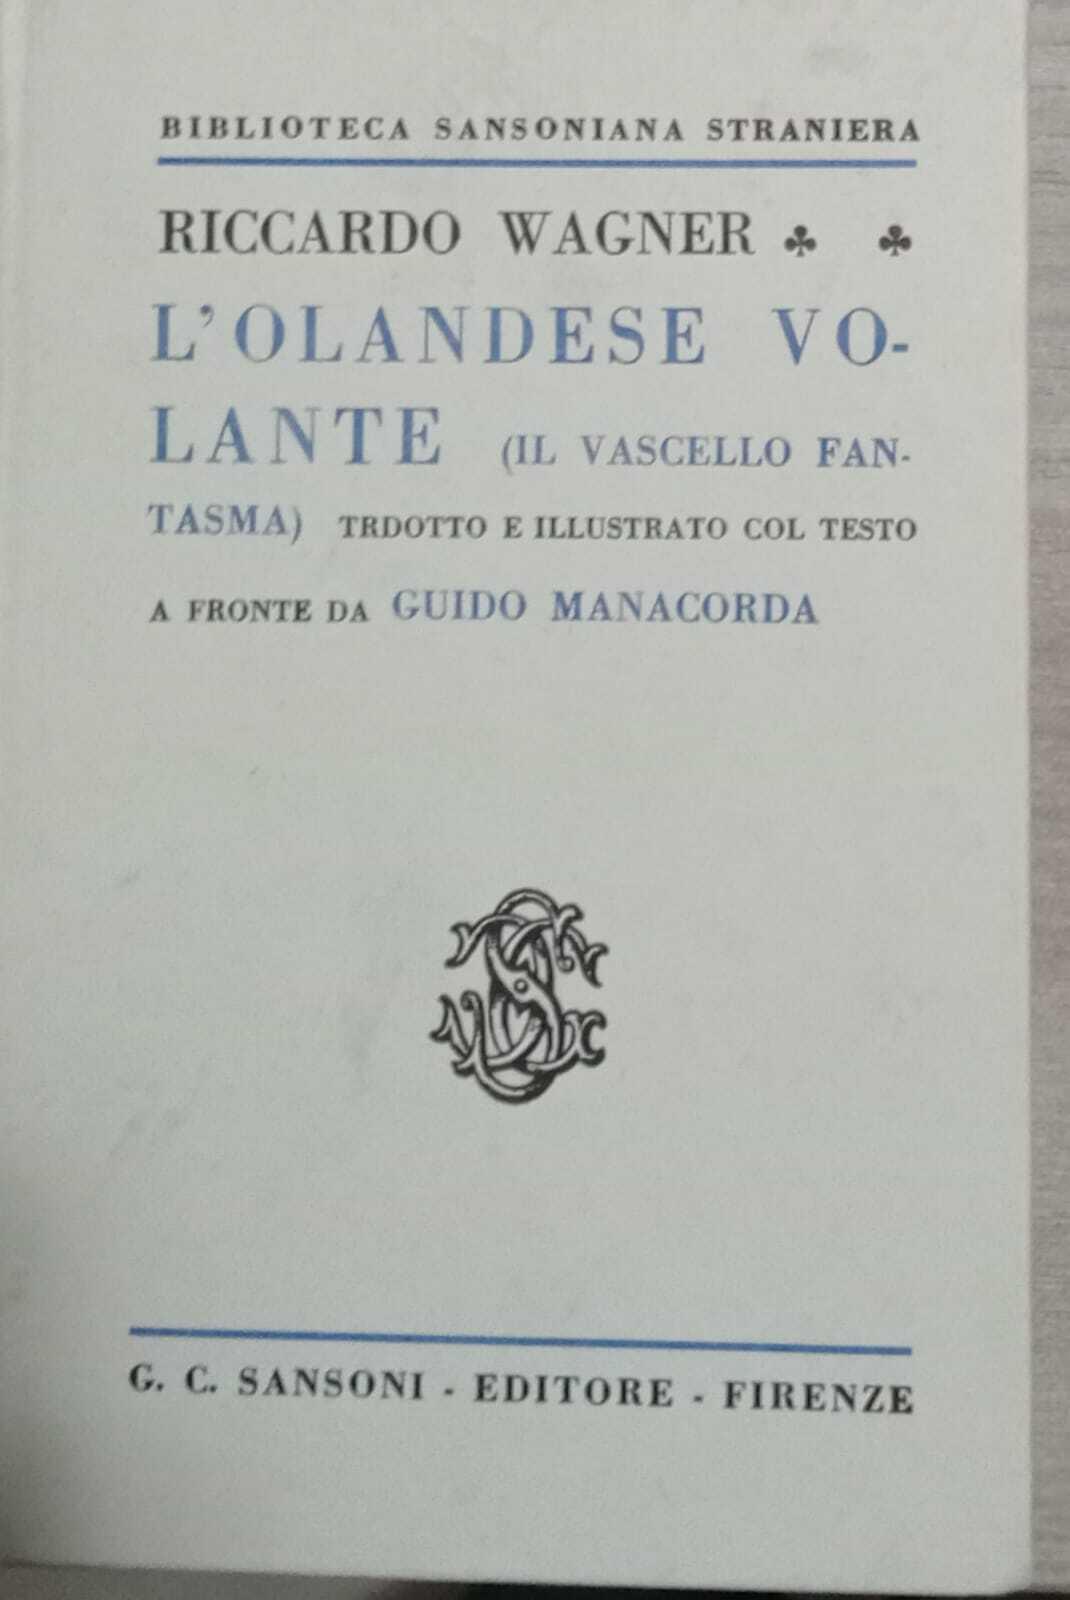 BIBLIOTECA SANSONIANA STRANIERA
RICCARDO WAGNER ♣ ♣
L'OLANDESE VO-
LANTE (IL VASCELLO FAN-
TASMA) TRDOTTO E ILLUSTRATO COL TESTO
A FRONTE DA GUIDO MANACORDA
G. C. SANSONI - EDITORE - FIRENZE